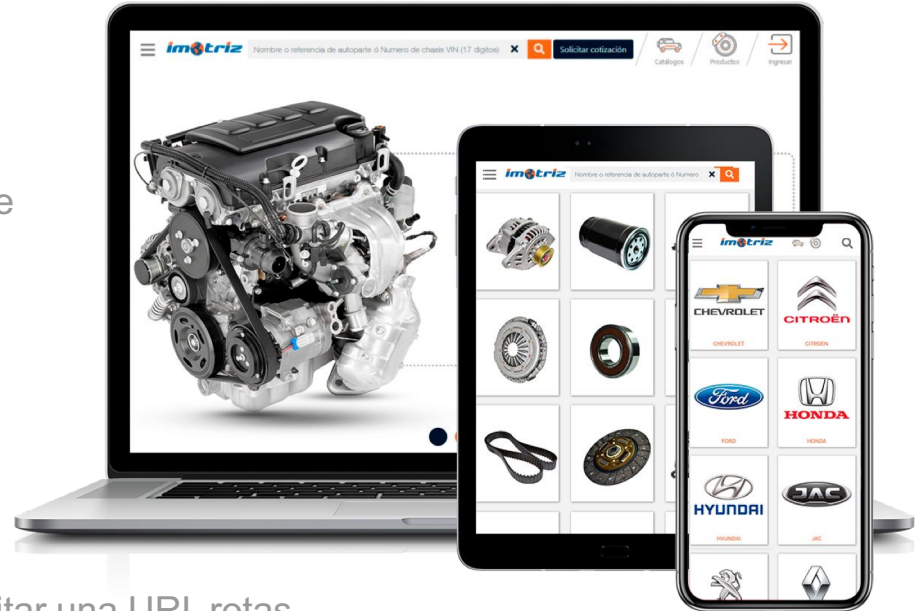 imotriz
Nombre o referencia de autoparte ó Numero de chasis VIN (17 digitos)
Solicitar cotización
Catálogos
Productos
Ingresar
e
imotriz
Nombre o referencia de autoparte ó Numero
imotriz
CHEVROLET
CITROËN
CHEVROLET
CITROEN
Ford
HONDA
FORD
HONDA
HYUNDAI
JAC
HYUNDAI
JAC
una URL rotas